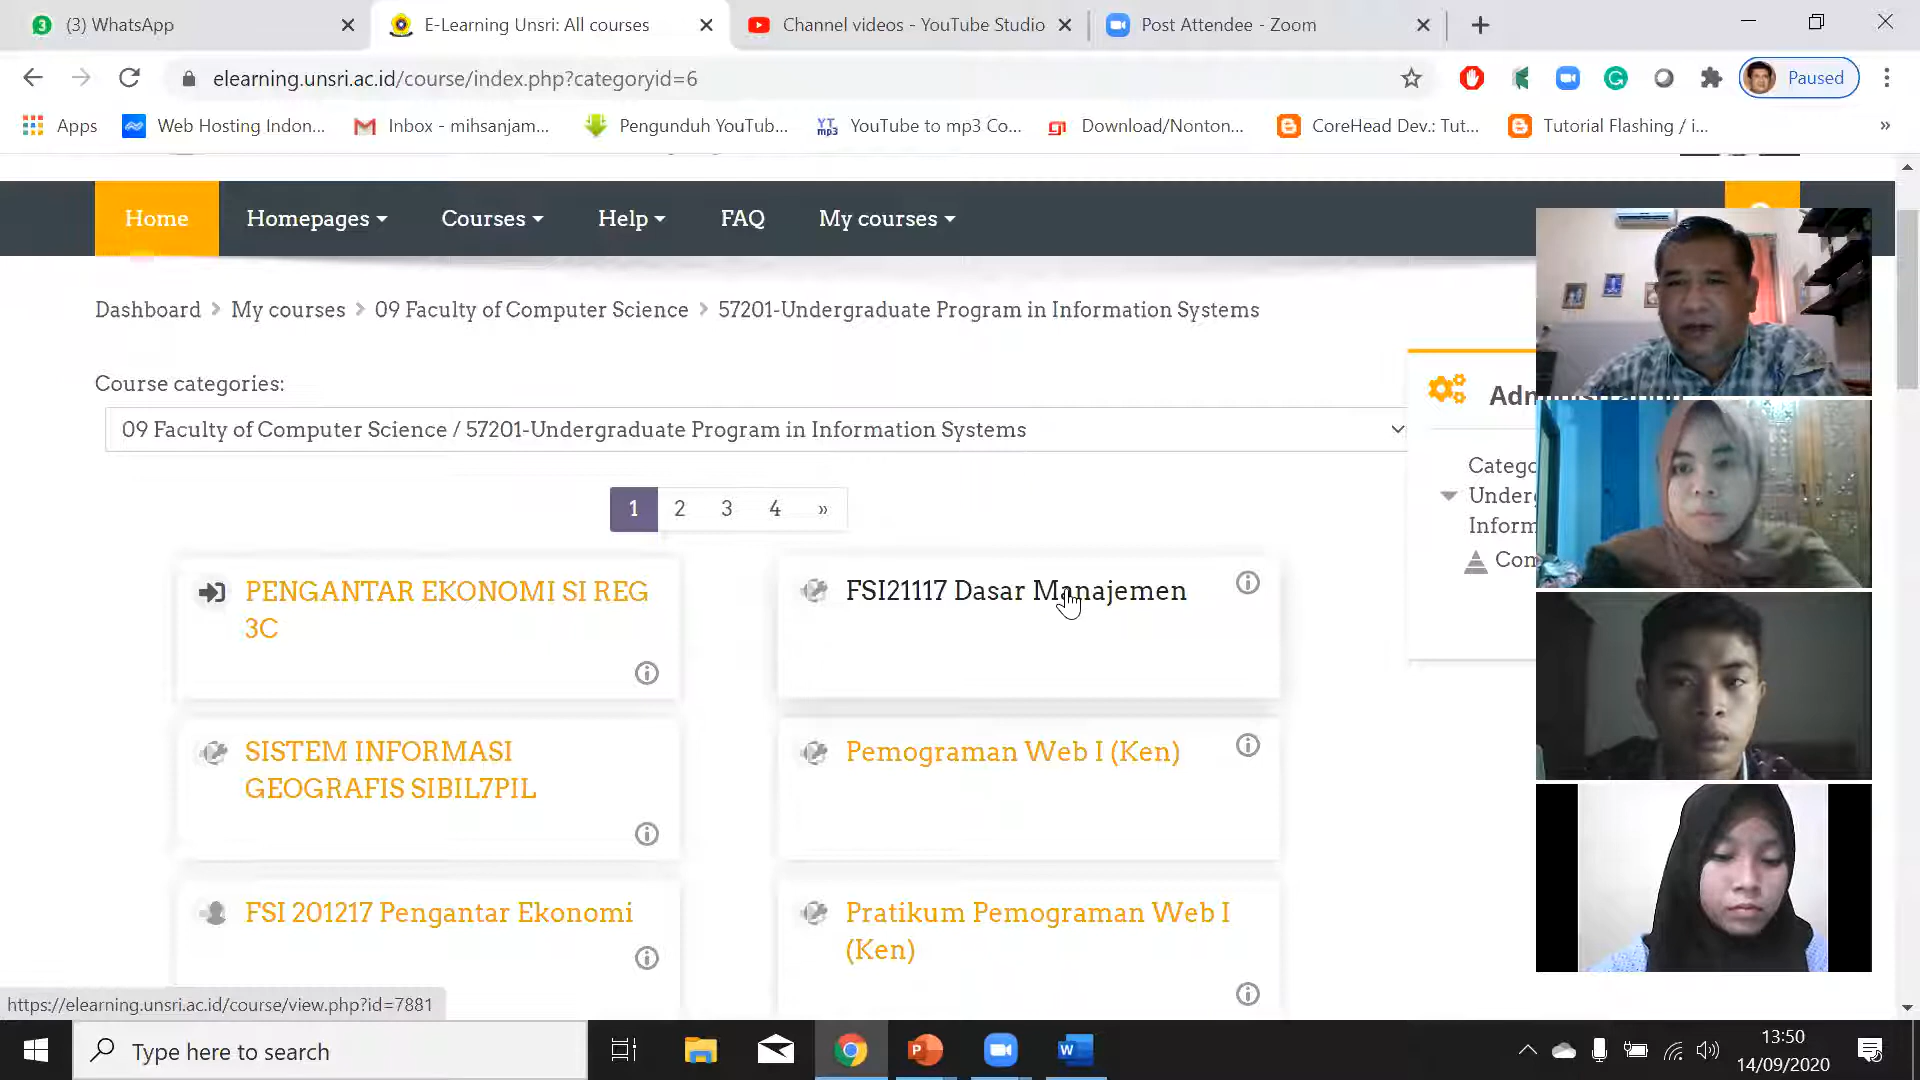 (3) WhatsApp
E-Learning Unsri: All courses
Channel videos - YouTube Studio
Post Attendee - Zoom
elearning.unsri.ac.id/course/index.php?categoryid=6
Paused
Apps
Web Hosting Indon...
Inbox - mihsanjam...
Pengunduh YouTub...
YouTube to mp3 Co...
Download/Nonton...
CoreHead Dev.: Tut...
Tutorial Flashing / i...
Home
Homepages
Courses
Help
FAQ
My courses
Dashboard > My courses > 09 Faculty of Computer Science > 57201-Undergraduate Program in Information Systems
Course categories:
09 Faculty of Computer Science / 57201-Undergraduate Program in Information Systems
1 2 3 4 »
PENGANTAR EKONOMI SI REG
3C
FSI21117 Dasar Manajemen
SISTEM INFORMASI
GEOGRAFIS SIBIL7PIL
Pemograman Web I (Ken)
FSI 201217 Pengantar Ekonomi
Pratikum Pemograman Web I
(Ken)
https://elearning.unsri.ac.id/course/view.php?id=7881
Type here to search
13:50
14/09/2020